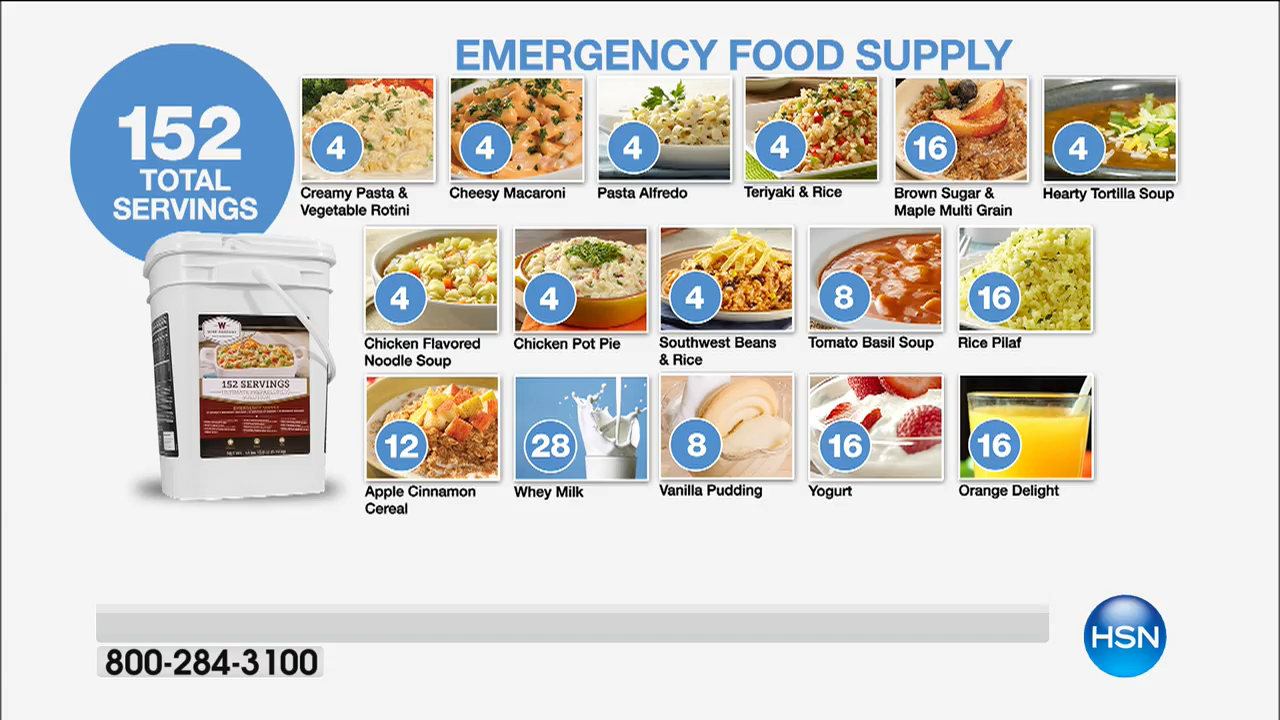 EMERGENCY FOOD SUPPLY
152
TOTAL
SERVINGS
4
Creamy Pasta &
Vegetable Rotini
4
Cheesy Macaroni
4
Pasta Alfredo
4
Teriyaki & Rice
16
Brown Sugar &
Maple Multi Grain
4
Hearty Tortilla Soup
4
Chicken Flavored
Noodle Soup
4
Chicken Pot Pie
4
Southwest Beans
& Rice
8
Tomato Basil Soup
16
Rice Pilaf
12
Apple Cinnamon
Cereal
28
Whey Milk
8
Vanilla Pudding
16
Yogurt
16
Orange Delight
W
152 SERVINGS
800-284-3100
HSN